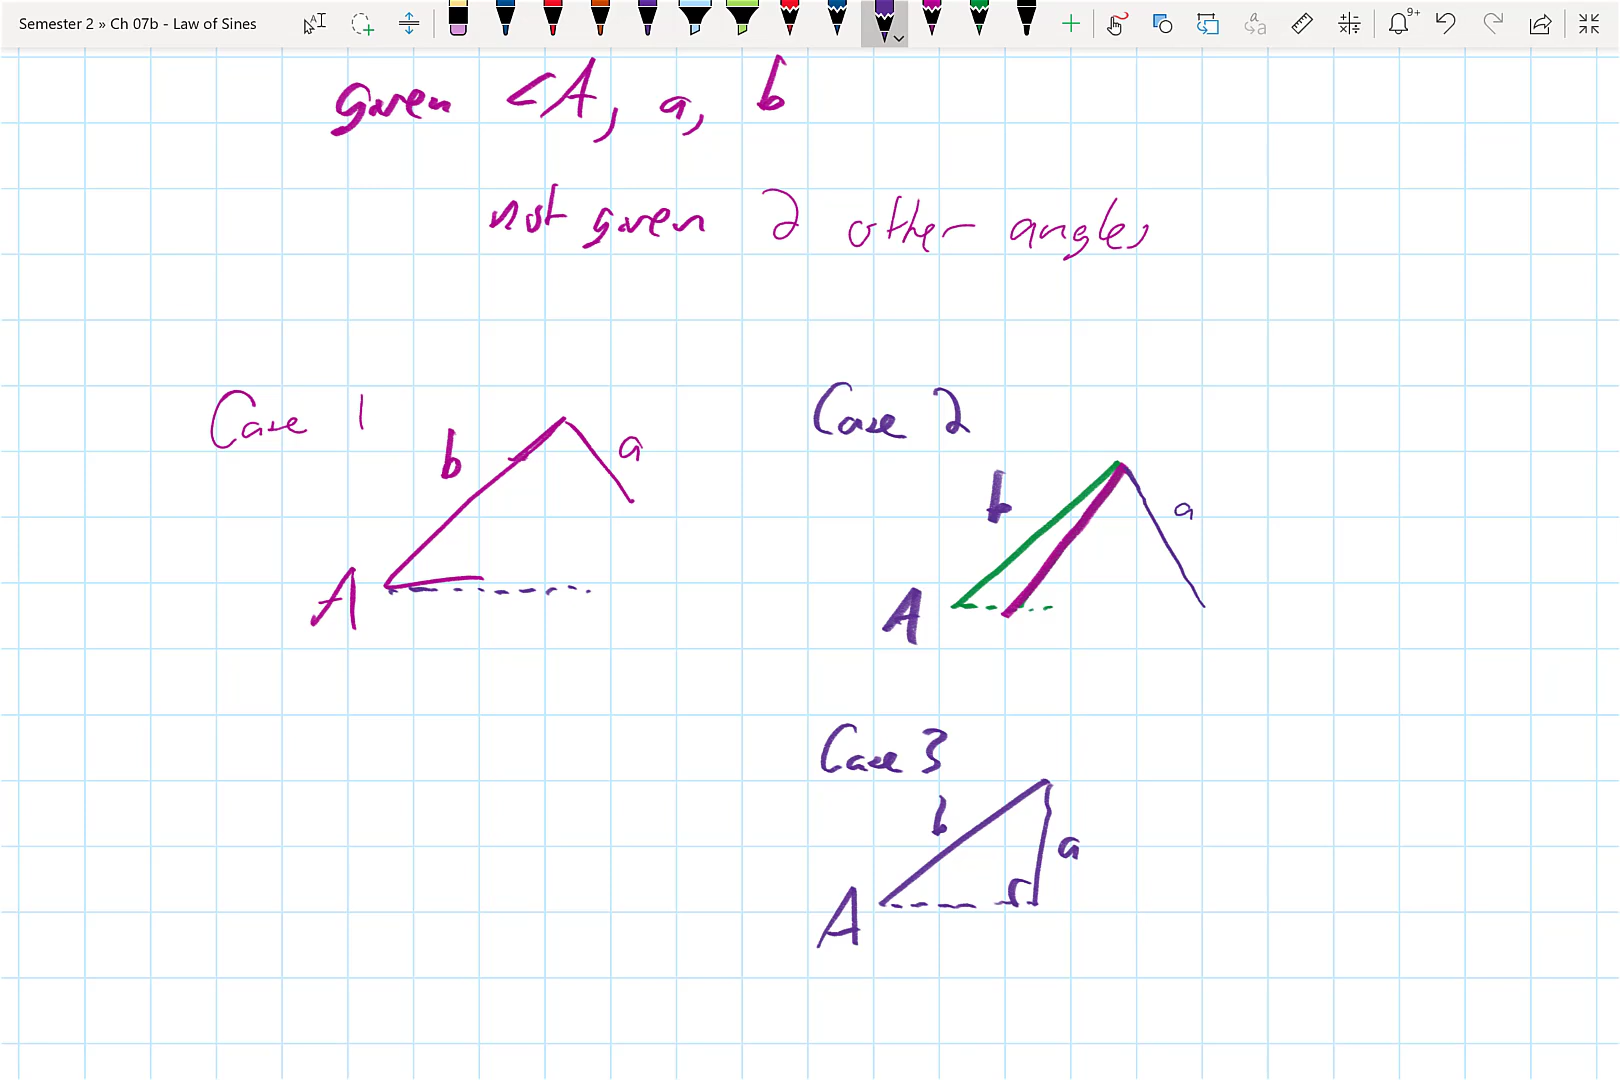 Semester 2 » Ch 07b - Law of Sines
9+
given <A, a, b
not given 2 other angles
Case 1
b
a
A
Case 2
b
a
A
Case 3
b
a
A